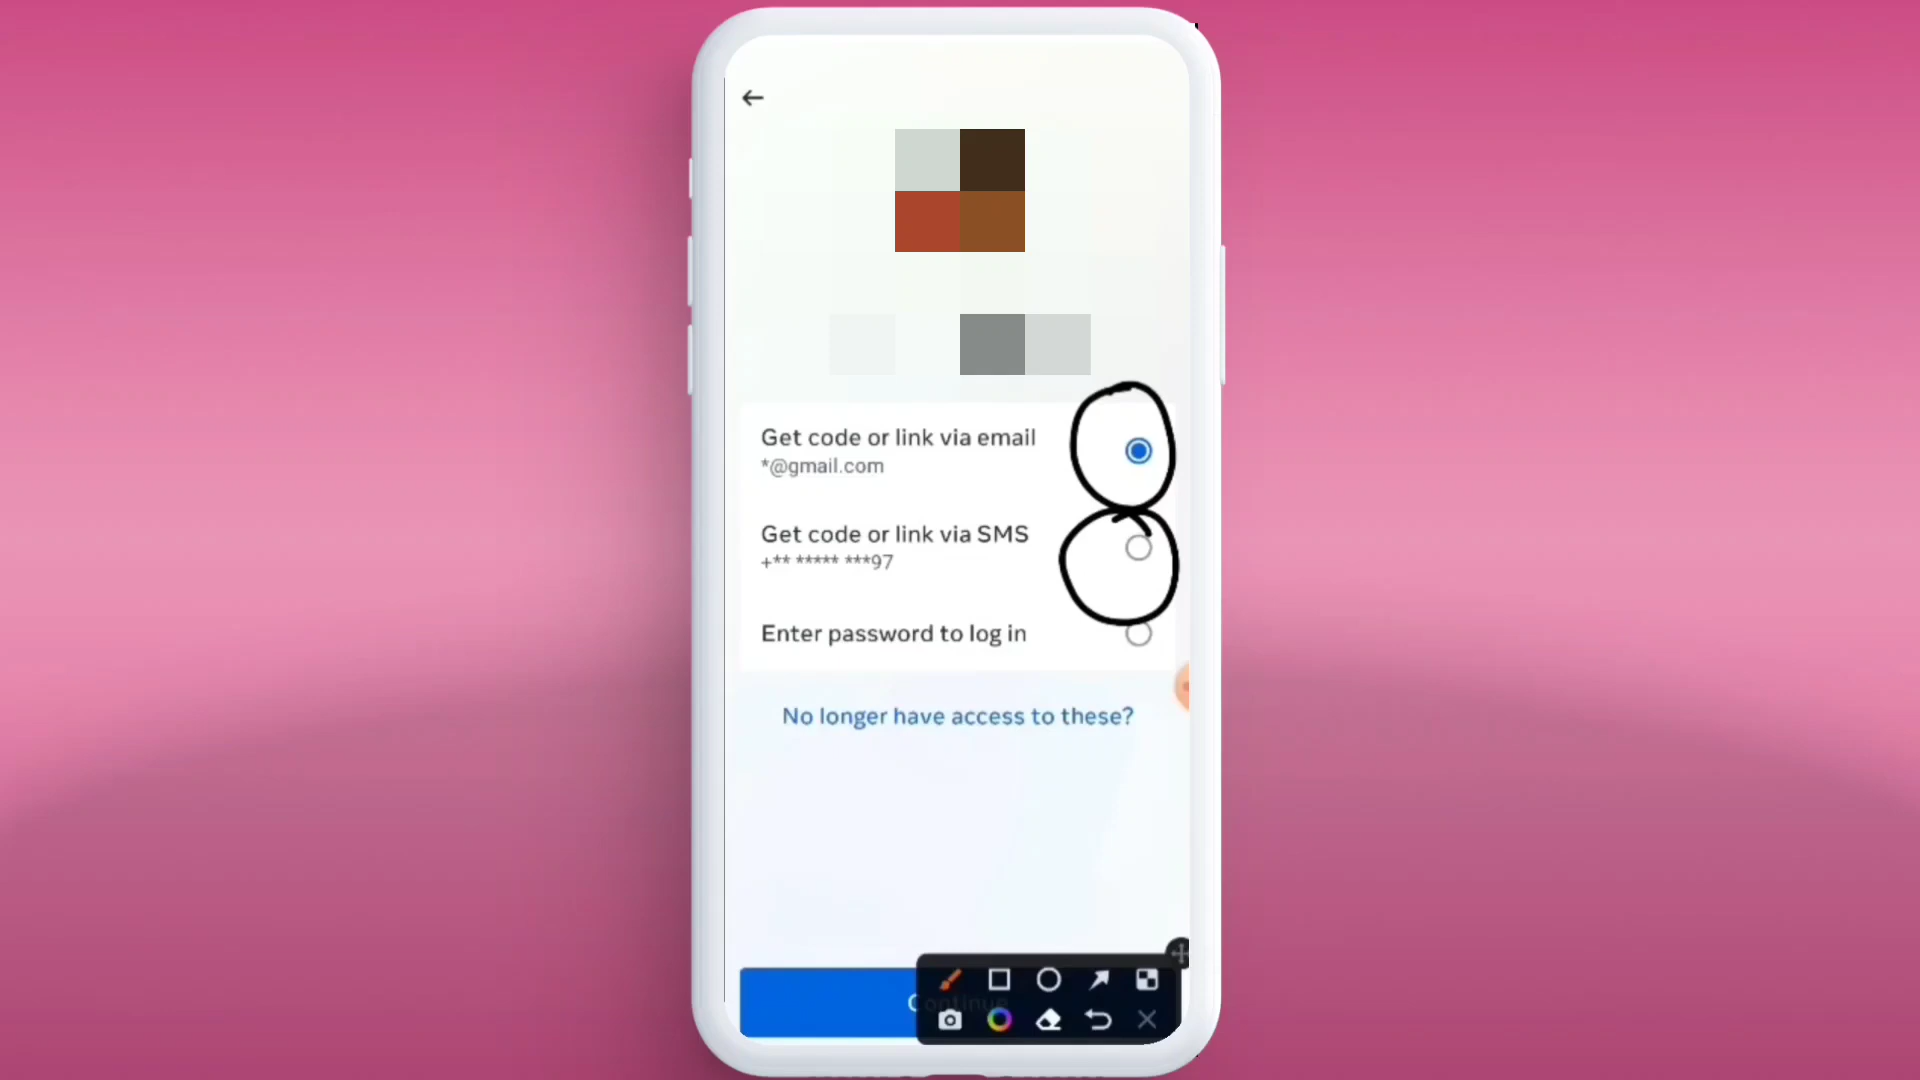 Get code or link via email
*@gmail.com
Get code or link via SMS
+** ***** ***97
Enter password to log in
No longer have access to these?
Continue